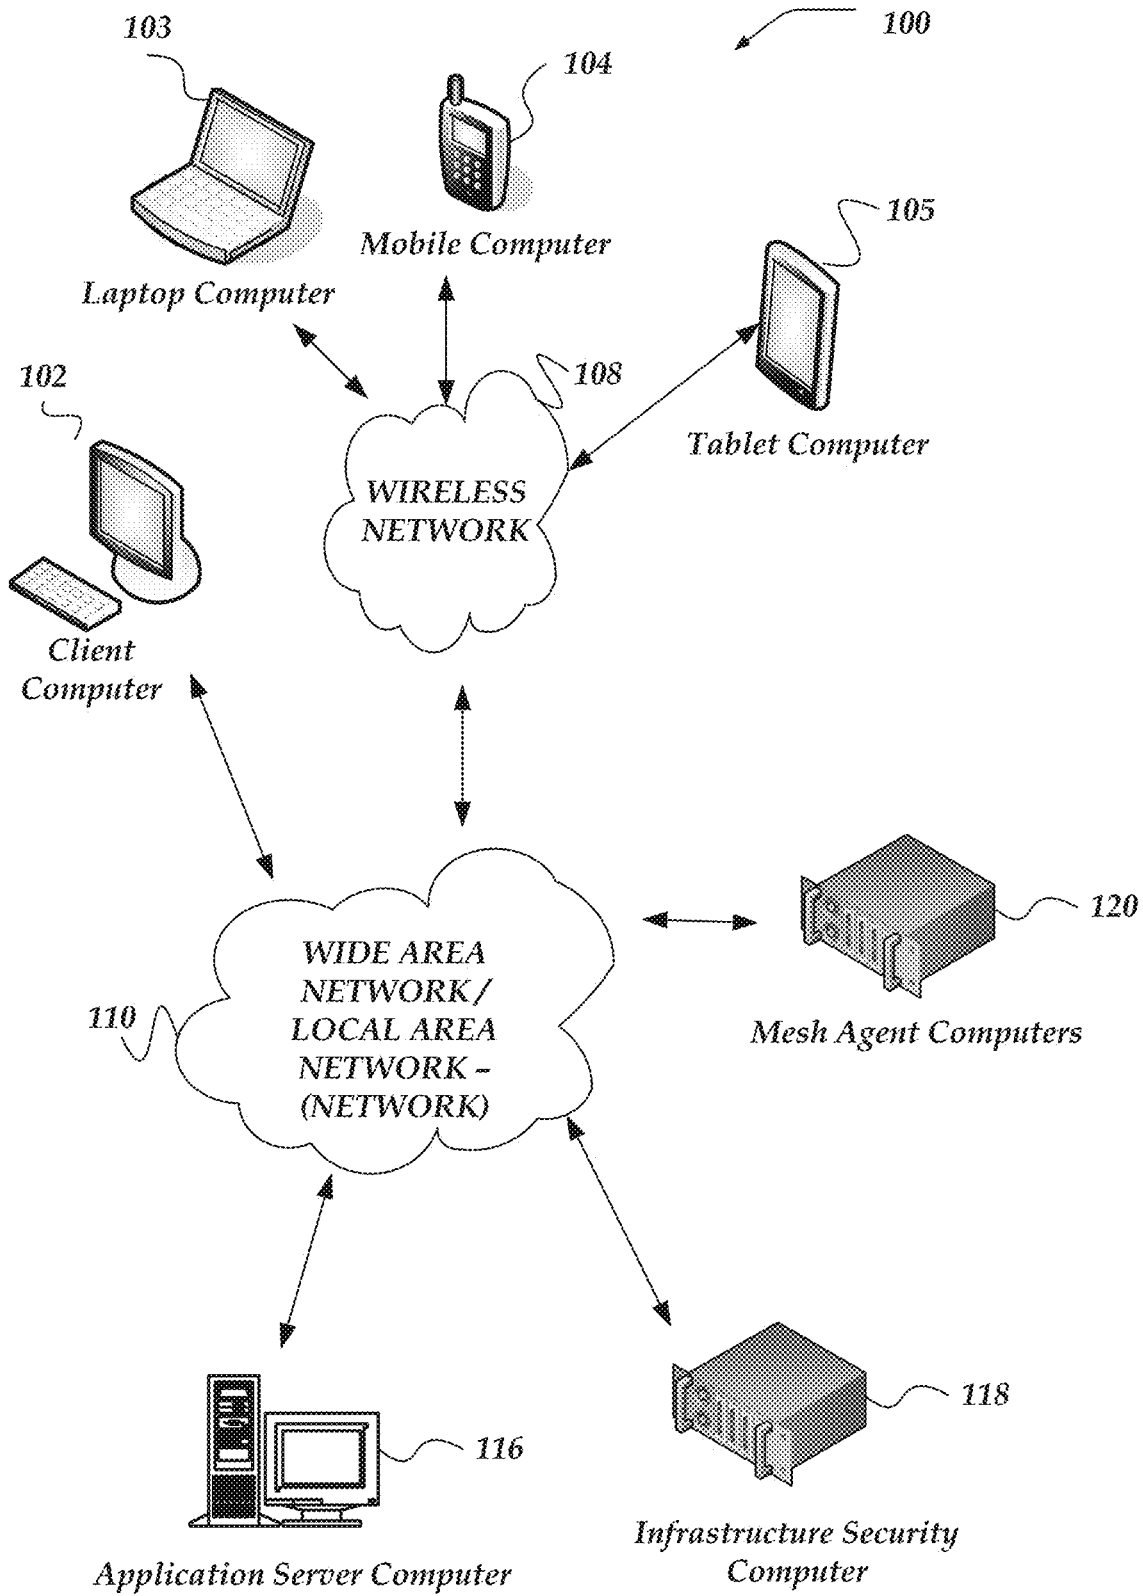 103
104
100
105
Mobile Computer
Laptop Computer
108
102
Tablet Computer
WIRELESS
NETWORK
Client
Computer
120
WIDE AREA
NETWORK /
LOCAL AREA
NETWORK –
(NETWORK)
110
Mesh Agent Computers
118
116
Infrastructure Security
Computer
Application Server Computer